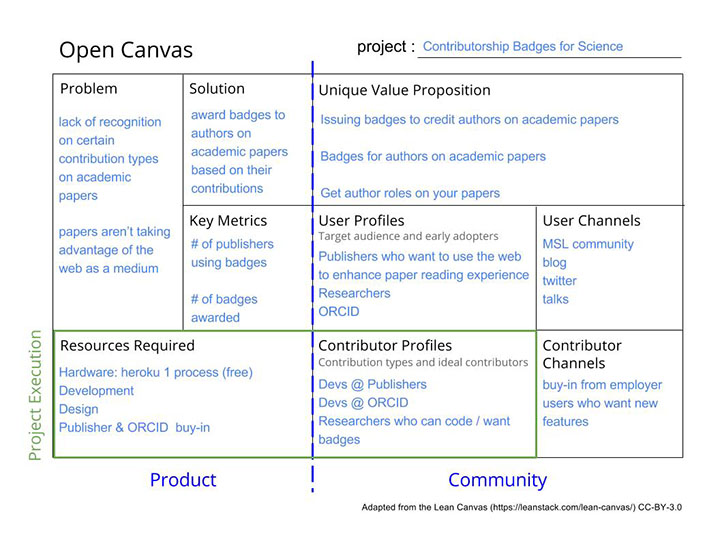 Open Canvas
project : Contributorship Badges for Science
Problem
lack of recognition
on certain
contribution types
on academic
papers
papers aren't taking
advantage of the
web as a medium
Solution
award badges to
authors on
academic papers
based on their
contributions
Key Metrics
# of publishers
using badges
# of badges
awarded
Unique Value Proposition
Issuing badges to credit authors on academic papers
Badges for authors on academic papers
Get author roles on your papers
User Profiles
Target audience and early adopters
Publishers who want to use the web
to enhance paper reading experience
Researchers
ORCID
User Channels
MSL community
blog
twitter
talks
Project Execution
Resources Required
Hardware: heroku 1 process (free)
Development
Design
Publisher & ORCID buy-in
Contributor Profiles
Contribution types and ideal contributors
Devs @ Publishers
Devs @ ORCID
Researchers who can code / want
badges
Contributor
Channels
buy-in from employer
users who want new
features
Product
Community
Adapted from the Lean Canvas (https://leanstack.com/lean-canvas/) CC-BY-3.0